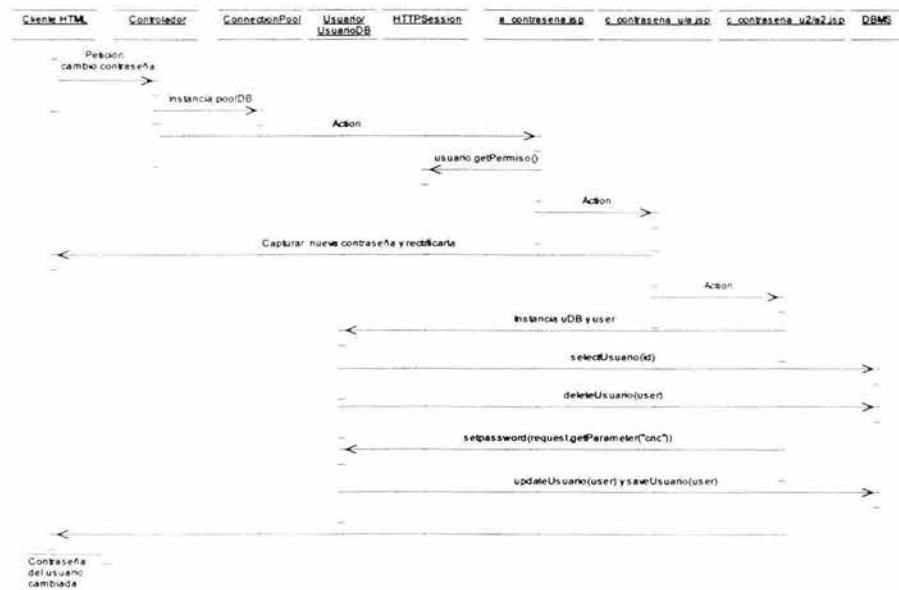 Cliente HTML Controlador ConnectionPool Usuario/ HTTPSession a_contrasena.jsp c_contrasena_u/a.jsp c_contrasena_u2/a2.jsp DBMS
UsuarioDB
Petición
cambio contraseña
Instancia poolDB
Action
usuario.getPermiso()
Action
Capturar nueva contraseña y rectificarla
Action
Instancia uDB y user
selectUsuario(id)
deleteUsuario(user)
setpassword(request.getParameter("cnc"))
updateUsuario(user) y saveUsuario(user)
Contraseña
del usuario
cambiada